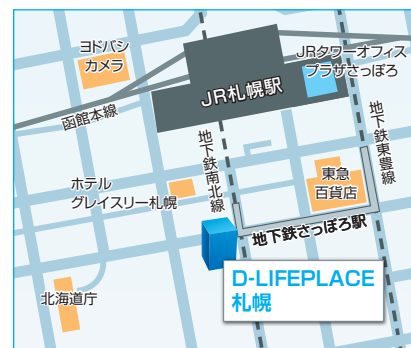 ヨドバシ
カメラ
JRタワーオフィス
プラザさっぽろ
JR札幌駅
函館本線
地下鉄南北線
地下鉄東豊線
東急
百貨店
ホテル
グレイスリー札幌
地下鉄さっぽろ駅
D-LIFEPLACE
札幌
北海道庁